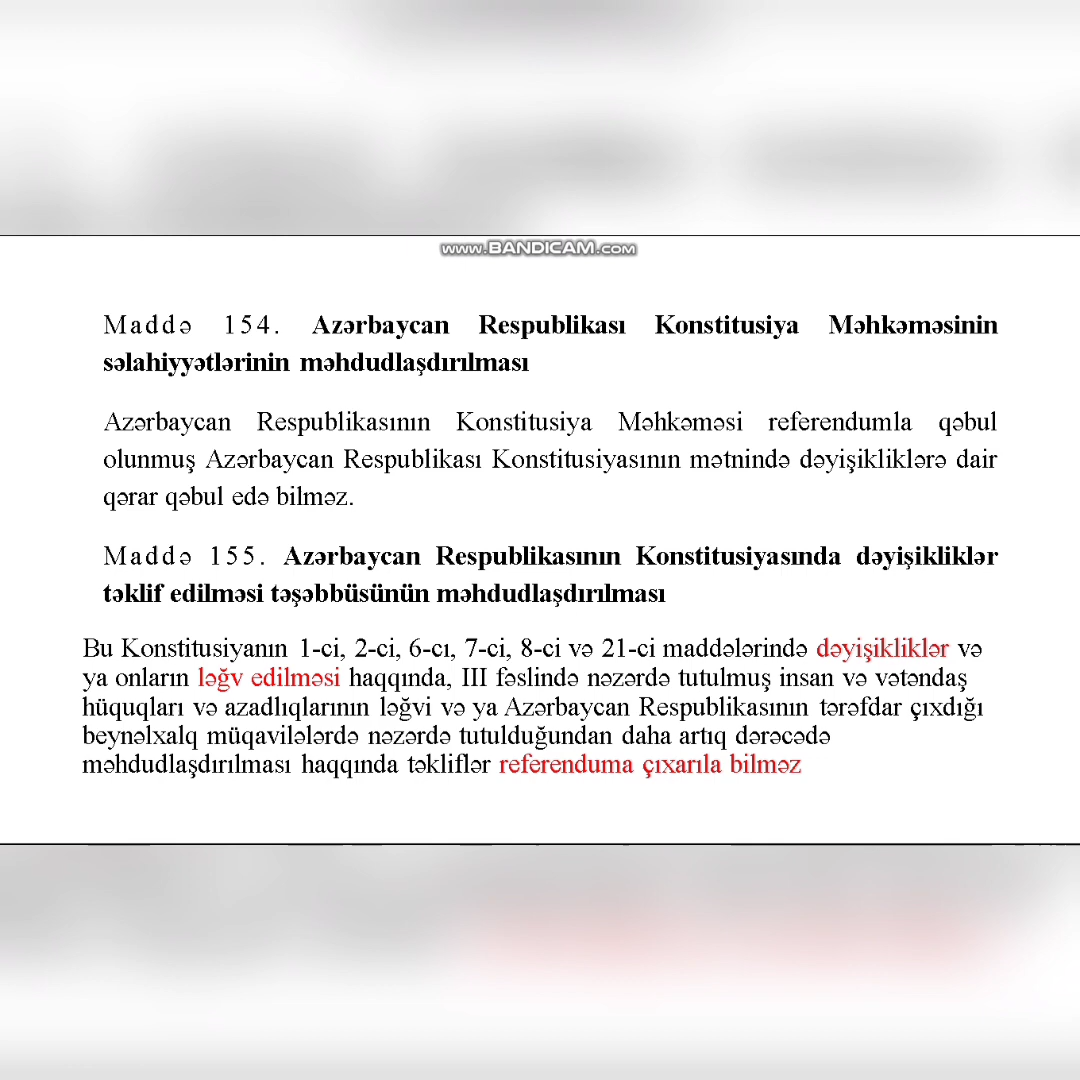 www.BANDICAM.com
Maddə 154. Azərbaycan Respublikası Konstitusiya Məhkəməsinin
səlahiyyətlərinin məhdudlaşdırılması
Azərbaycan Respublikasının Konstitusiya Məhkəməsi referendumla qəbul
olunmuş Azərbaycan Respublikası Konstitusiyasının mətnində dəyişikliklərə dair
qərar qəbul edə bilməz.
Maddə 155. Azərbaycan Respublikasının Konstitusiyasında dəyişikliklər
təklif edilməsi təşəbbüsünün məhdudlaşdırılması
Bu Konstitusiyanın 1-ci, 2-ci, 6-cı, 7-ci, 8-ci və 21-ci maddələrində dəyişikliklər və
ya onların ləğv edilməsi haqqında, III fəslində nəzərdə tutulmuş insan və vətəndaş
hüquqları və azadlıqlarının ləğvi və ya Azərbaycan Respublikasının tərəfdar çıxdığı
beynəlxalq müqavilələrdə nəzərdə tutulduğundan daha artıq dərəcədə
məhdudlaşdırılması haqqında təkliflər referenduma çıxarıla bilməz